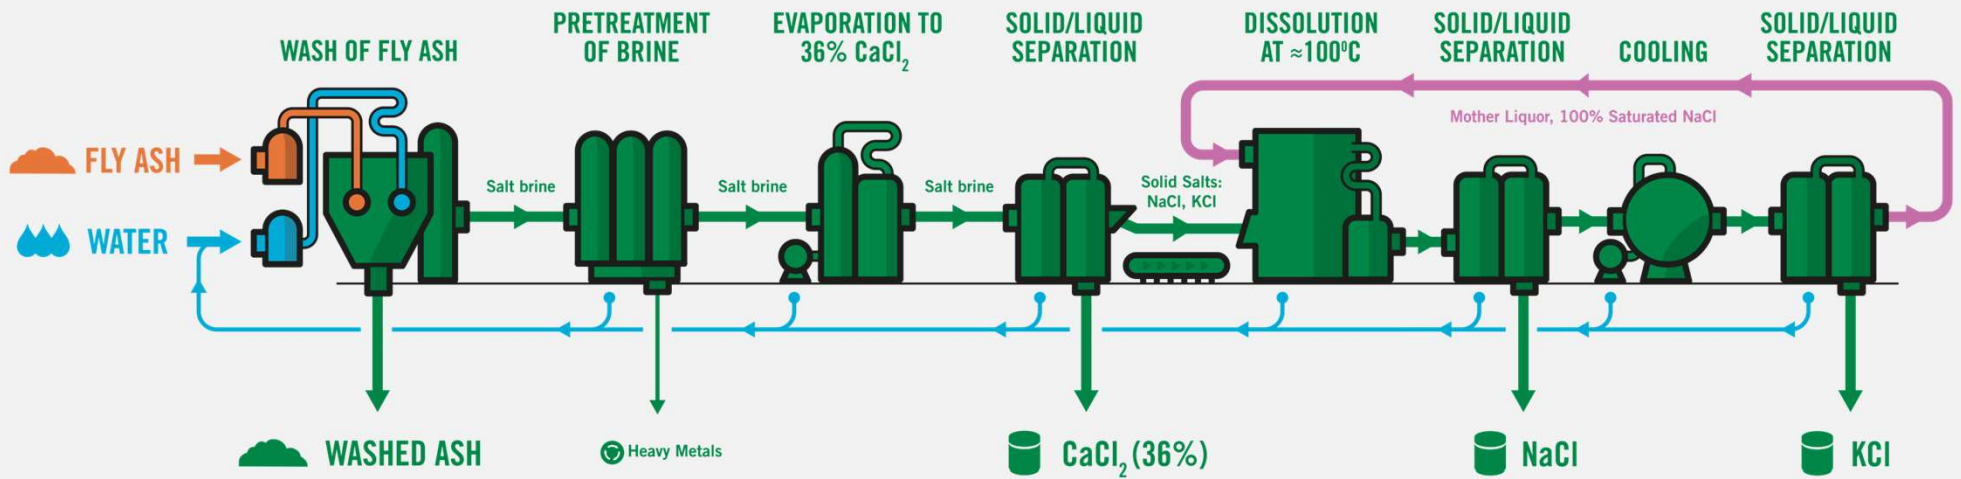 WASH OF FLY ASH
PRETREATMENT
OF BRINE
EVAPORATION TO
36% CaCl₂
SOLID/LIQUID
SEPARATION
DISSOLUTION
AT ≈100⁰C
SOLID/LIQUID
SEPARATION
COOLING
SOLID/LIQUID
SEPARATION
Mother Liquor, 100% Saturated NaCl
FLY ASH
WATER
Salt brine
Salt brine
Salt brine
Solid Salts:
NaCl, KCl
WASHED ASH
Heavy Metals
CaCl₂ (36%)
NaCl
KCl